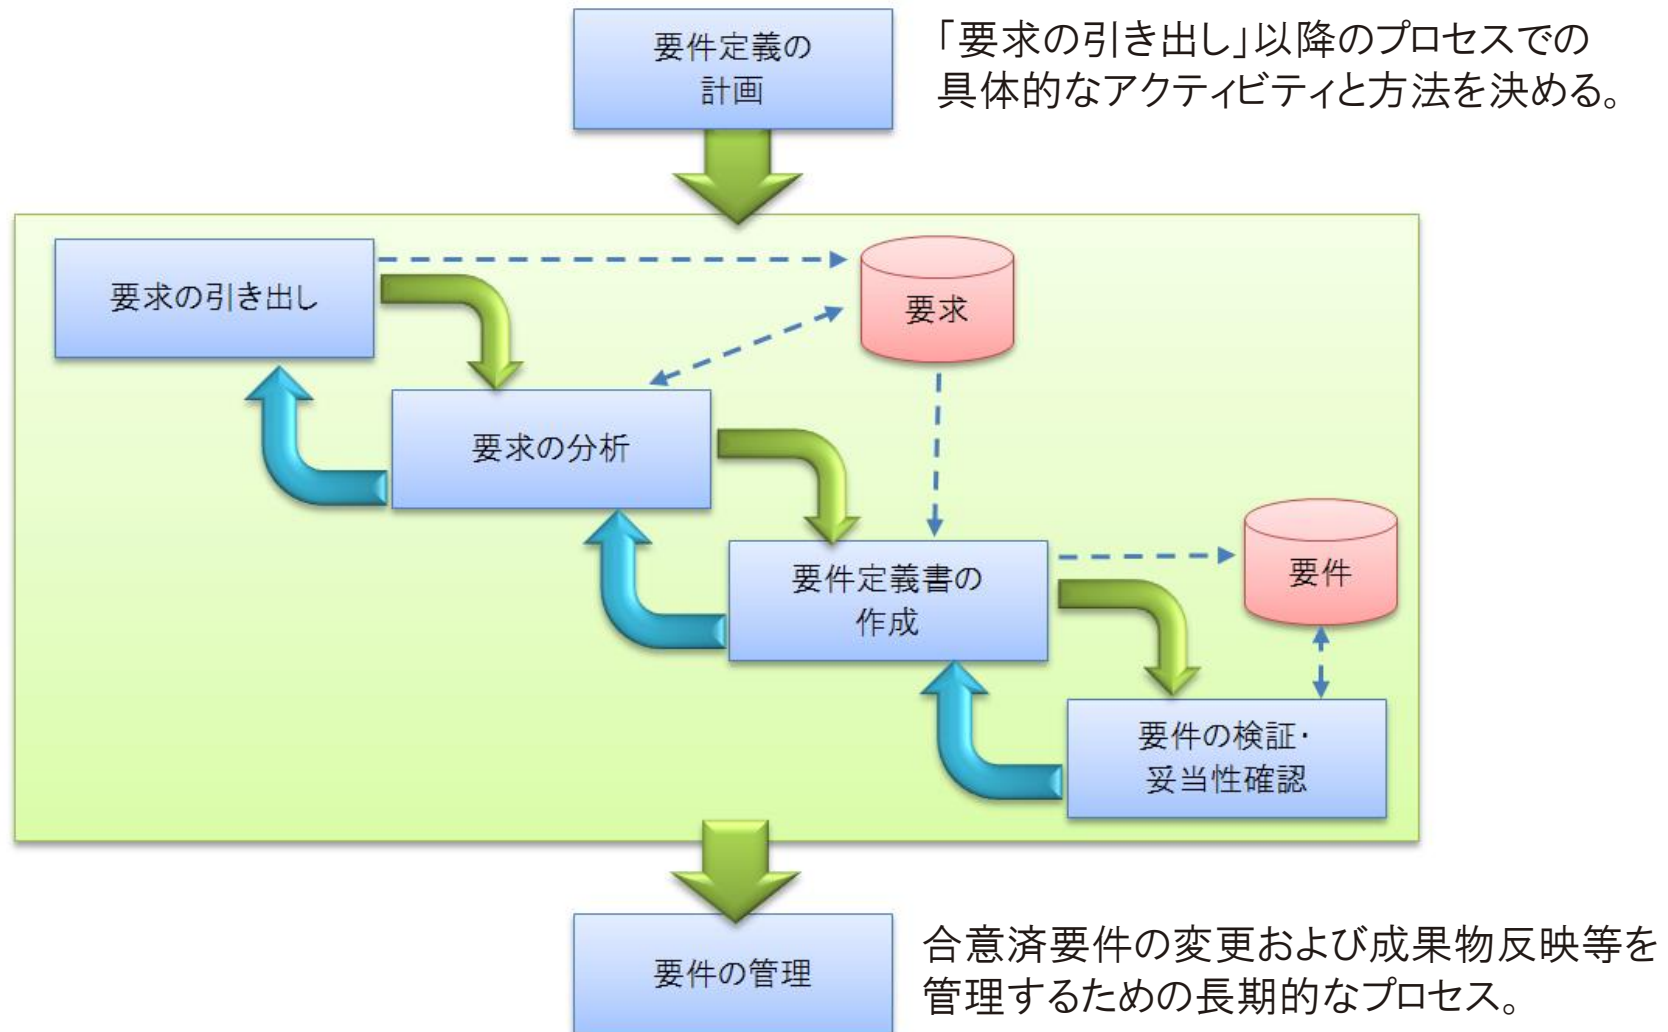 要件定義の
計画
「要求の引き出し」以降のプロセスでの
具体的なアクティビティと方法を決める。
要求の引き出し
要求
要求の分析
要件定義書の
作成
要件
要件の検証・
妥当性確認
要件の管理
合意済要件の変更および成果物反映等を
管理するための長期的なプロセス。